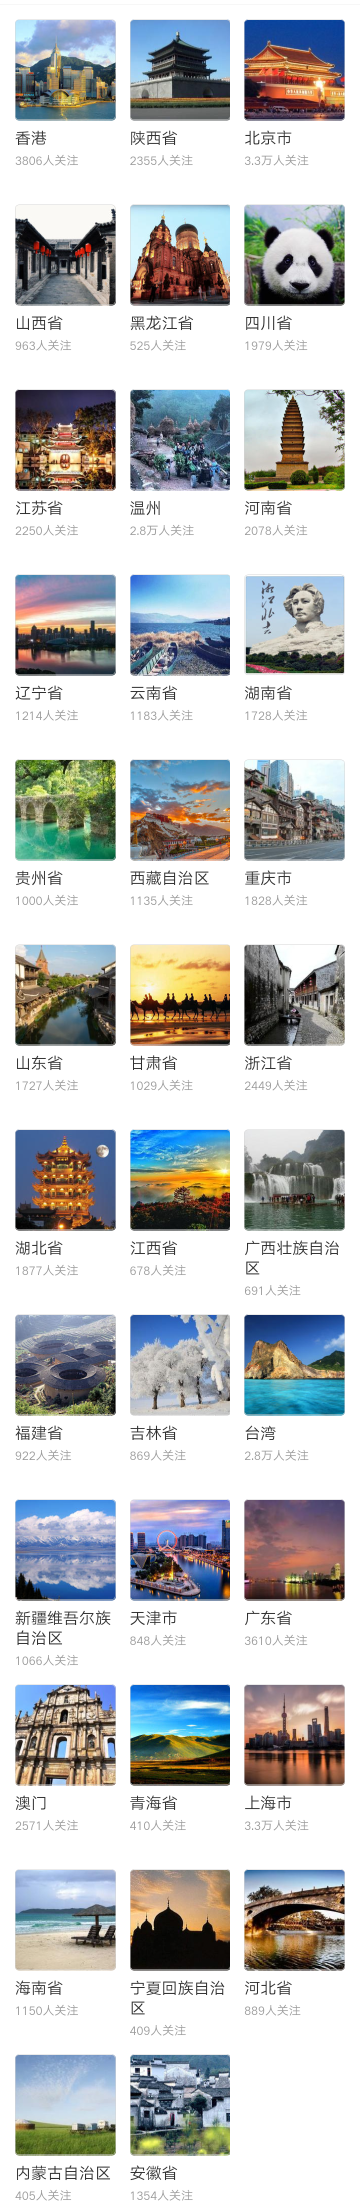 香港
陕西省
北京市
3806人关注
2355人关注
3.3万人关注
山西省
黑龙江省
四川省
963人关注
525人关注
1979人关注
江苏省
温州
河南省
2250人关注
2.8万人关注
2078人关注
辽宁省
云南省
湖南省
1214人关注
1183人关注
1728人关注
贵州省
西藏自治区
重庆市
1000人关注
1135人关注
1828人关注
山东省
甘肃省
浙江省
1727人关注
1029人关注
2449人关注
湖北省
江西省
广西壮族自治
区
1877人关注
678人关注
691人关注
福建省
吉林省
台湾
922人关注
869人关注
2.8万人关注
新疆维吾尔族
自治区
天津市
广东省
1066人关注
848人关注
3610人关注
澳门
青海省
上海市
2571人关注
410人关注
3.3万人关注
海南省
宁夏回族自治
区
河北省
1150人关注
409人关注
889人关注
内蒙古自治区
安徽省
405人关注
1354人关注